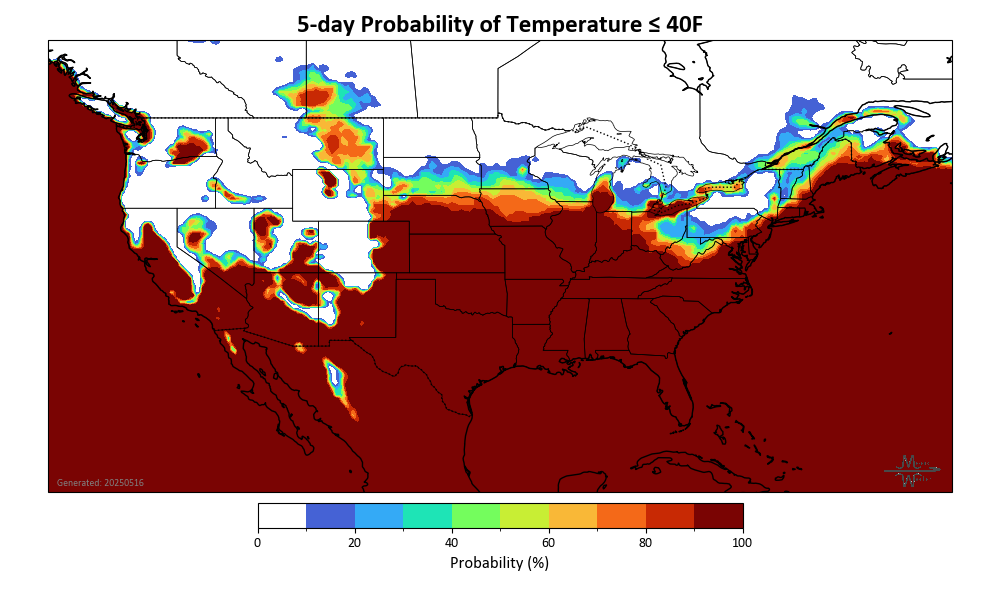 5-day Probability of Temperature ≤ 40F
Generated: 20250516
0 20 40 60 80 100
Probability (%)